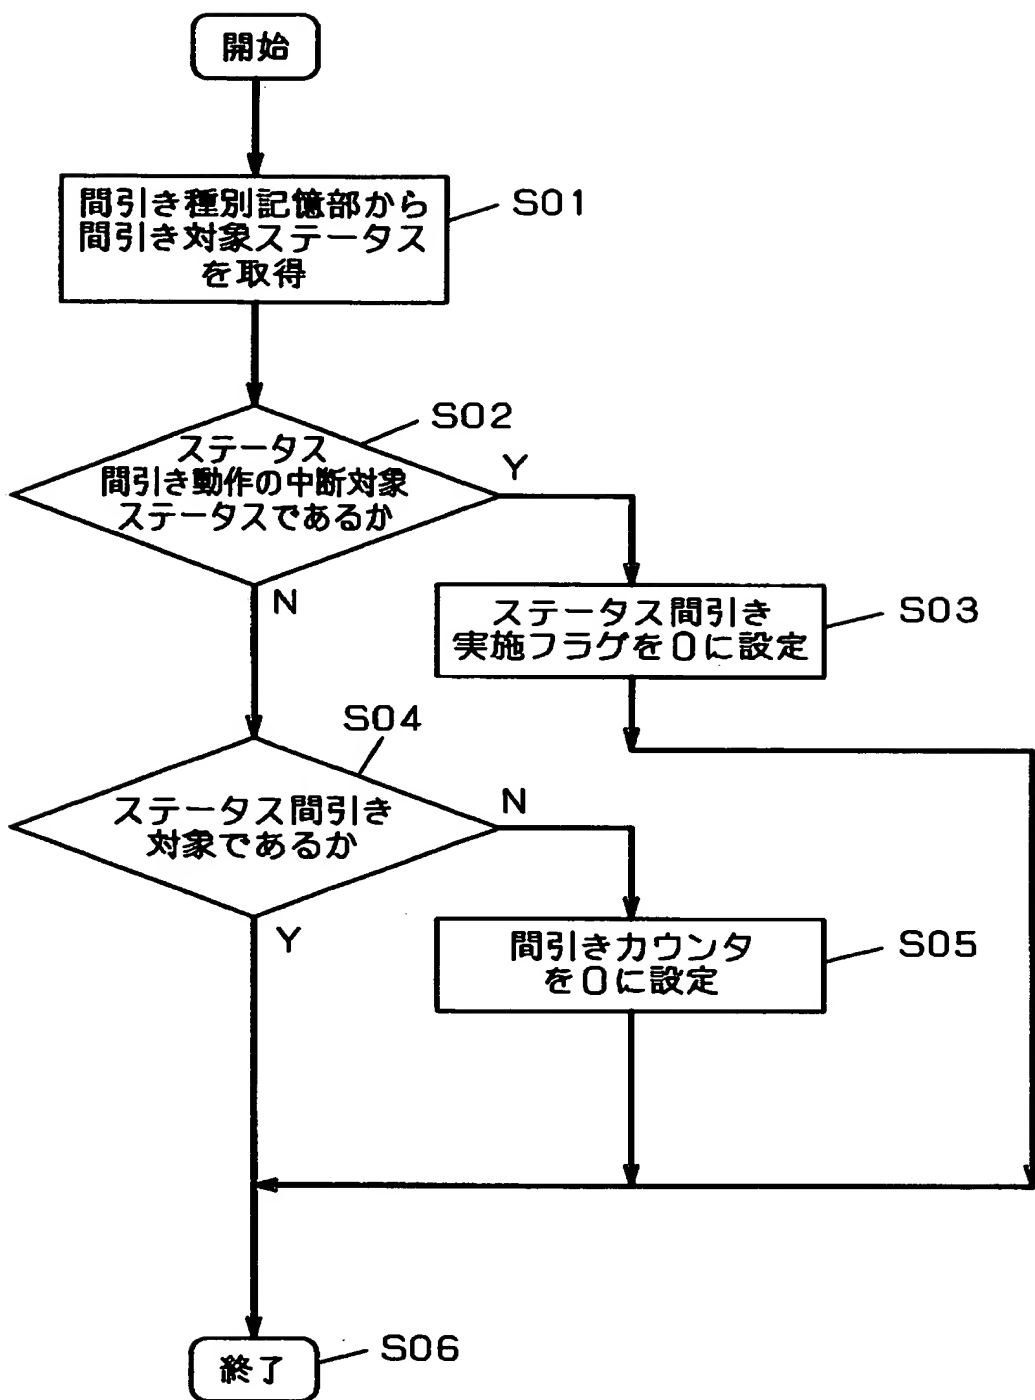 開始
間引き種別記憶部から
間引き対象ステータス
を取得
S01
S02
ステータス
間引き動作の中断対象
ステータスであるか
Y
N
ステータス間引き
実施フラグを0に設定
S03
S04
ステータス間引き
対象であるか
N
Y
間引きカウンタ
を0に設定
S05
終了
S06